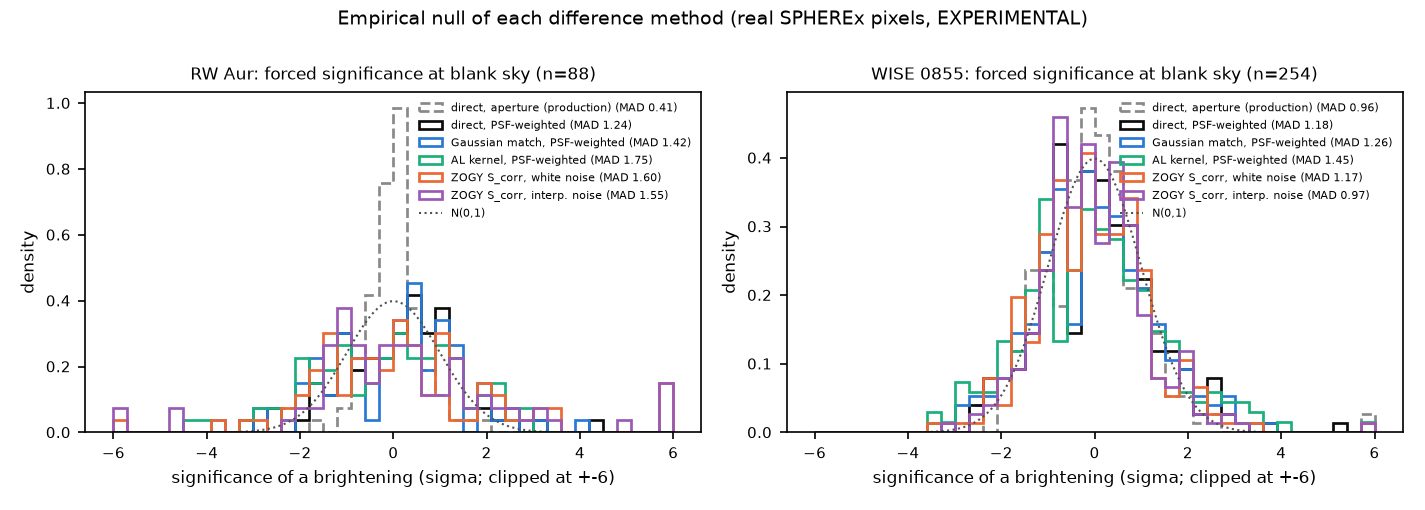 Empirical null of each difference method (real SPHEREx pixels, EXPERIMENTAL)
RW Aur: forced significance at blank sky (n=88)
density
1.0
0.8
0.6
0.4
0.2
0.0
direct, aperture (production) (MAD 0.41)
direct, PSF-weighted (MAD 1.24)
Gaussian match, PSF-weighted (MAD 1.42)
AL kernel, PSF-weighted (MAD 1.75)
ZOGY S_corr, white noise (MAD 1.60)
ZOGY S_corr, interp. noise (MAD 1.55)
N(0,1)
−6 −4 −2 0 2 4 6
significance of a brightening (sigma; clipped at +-6)
WISE 0855: forced significance at blank sky (n=254)
density
0.4
0.3
0.2
0.1
0.0
direct, aperture (production) (MAD 0.96)
direct, PSF-weighted (MAD 1.18)
Gaussian match, PSF-weighted (MAD 1.26)
AL kernel, PSF-weighted (MAD 1.45)
ZOGY S_corr, white noise (MAD 1.17)
ZOGY S_corr, interp. noise (MAD 0.97)
N(0,1)
−6 −4 −2 0 2 4 6
significance of a brightening (sigma; clipped at +-6)